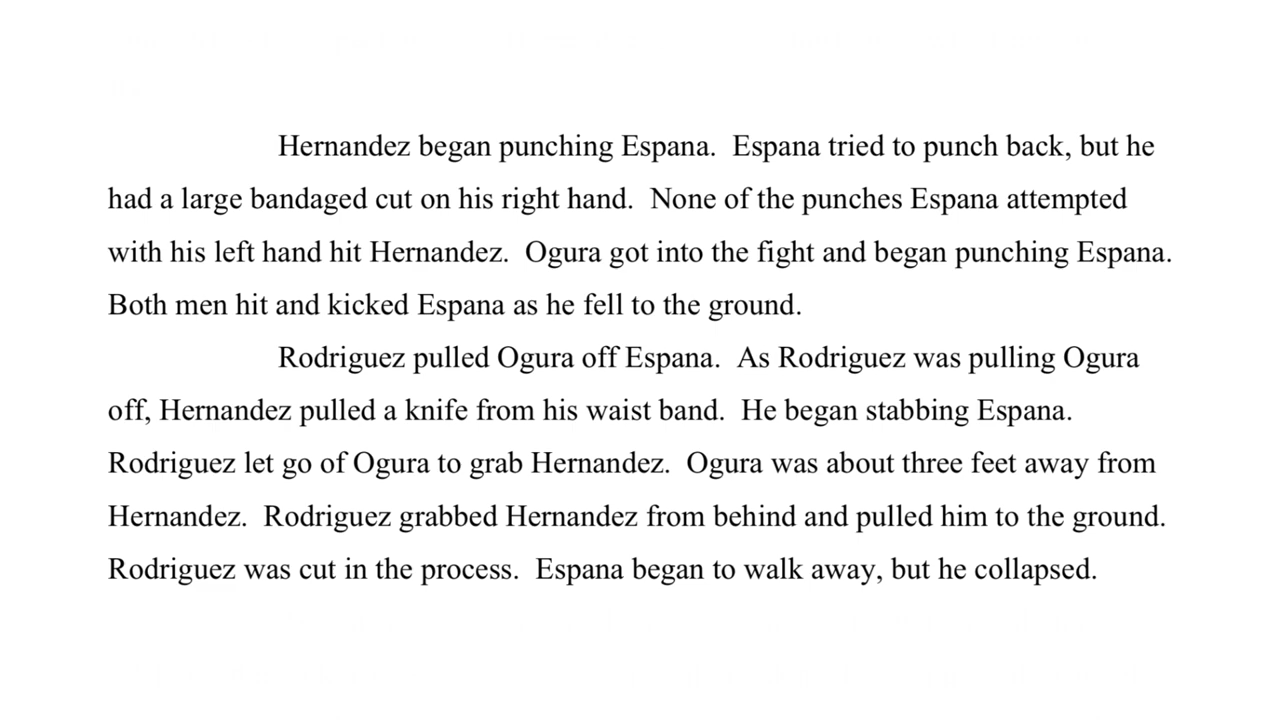 Hernandez began punching Espana.  Espana tried to punch back, but he
had a large bandaged cut on his right hand.  None of the punches Espana attempted
with his left hand hit Hernandez.  Ogura got into the fight and began punching Espana.
Both men hit and kicked Espana as he fell to the ground.
Rodriguez pulled Ogura off Espana.  As Rodriguez was pulling Ogura
off, Hernandez pulled a knife from his waist band.  He began stabbing Espana.
Rodriguez let go of Ogura to grab Hernandez.  Ogura was about three feet away from
Hernandez.  Rodriguez grabbed Hernandez from behind and pulled him to the ground.
Rodriguez was cut in the process.  Espana began to walk away, but he collapsed.